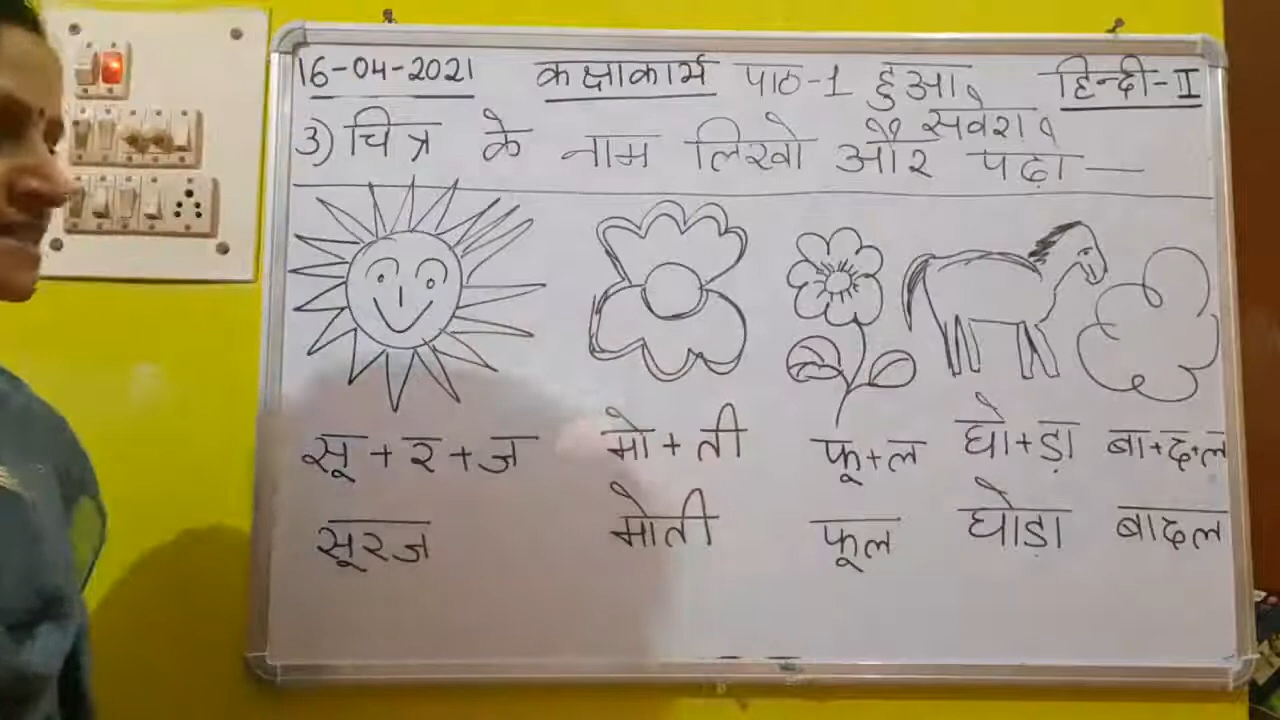 16-04-2021 कक्षाकार्य पाठ-1 हुआ सवेरा हिन्दी-II
3) चित्र के नाम लिखो और पढ़ो—
सू+र+ज मो+ती फू+ल घो+ड़ा बा+द+ल
सूरज मोती फूल घोड़ा बादल